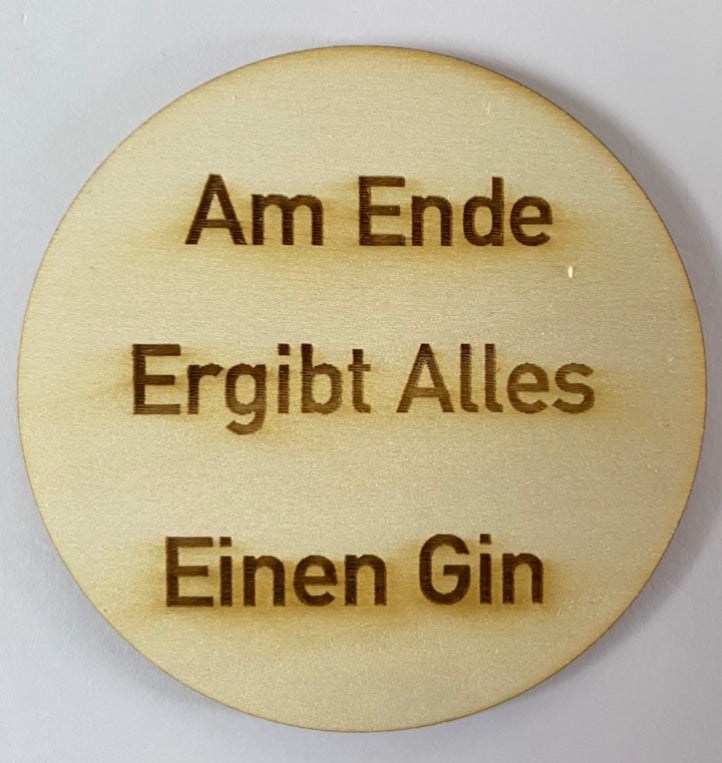 Am Ende
Ergibt Alles
Einen Gin